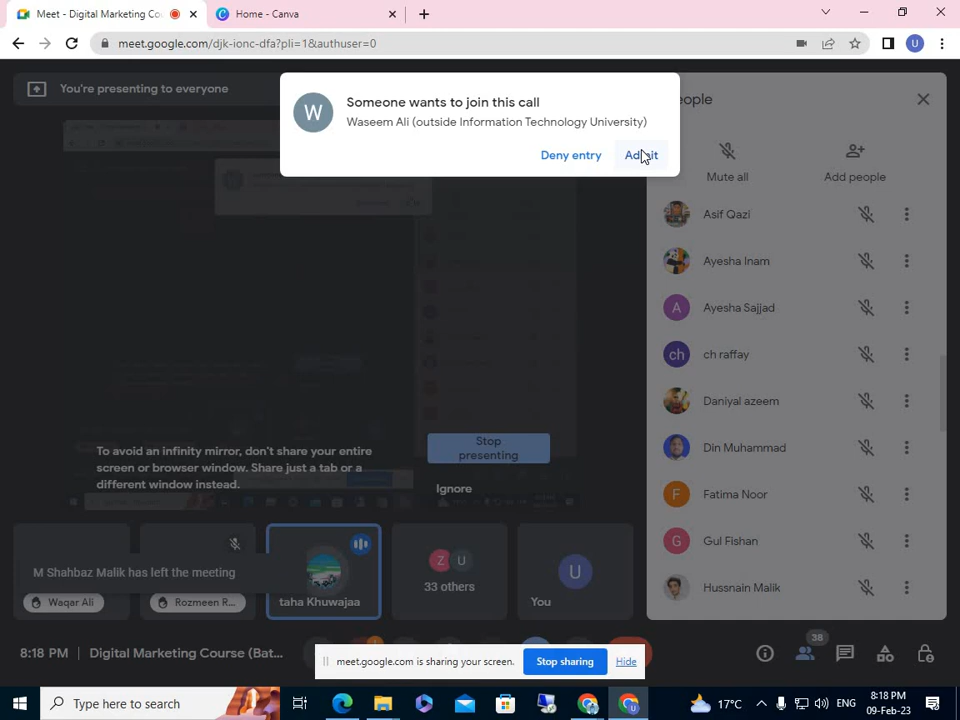 Meet - Digital Marketing Co
Home - Canva
meet.google.com/djk-ionc-dfa?pli=1&authuser=0
U
You're presenting to everyone
Someone wants to join this call
W
Waseem Ali (outside Information Technology University)
Deny entry
Admit
eople
Mute all
Add people
Asif Qazi
Ayesha Inam
A
Ayesha Sajjad
ch
ch raffay
Daniyal azeem
Din Muhammad
F
Fatima Noor
G
Gul Fishan
Hussnain Malik
To avoid an infinity mirror, don't share your entire
screen or browser window. Share just a tab or a
different window instead.
Stop
presenting
Ignore
M Shahbaz Malik has left the meeting
Waqar Ali
Rozmeen R...
taha Khuwajaa
Z
U
33 others
U
You
8:18 PM
Digital Marketing Course (Bat...
meet.google.com is sharing your screen.
Stop sharing
Hide
38
Type here to search
17°C
ENG
8:18 PM
09-Feb-23